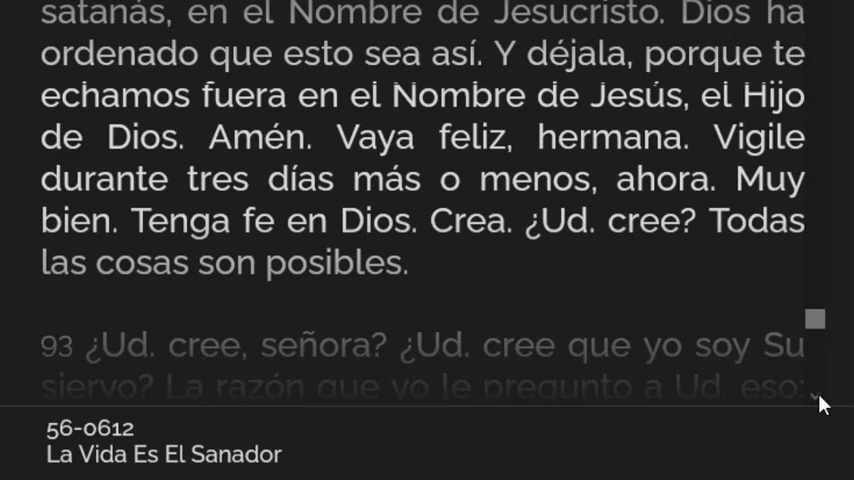 satanás, en el Nombre de Jesucristo. Dios ha
ordenado que esto sea así. Y déjala, porque te
echamos fuera en el Nombre de Jesús, el Hijo
de Dios. Amén. Vaya feliz, hermana. Vigile
durante tres días más o menos, ahora. Muy
bien. Tenga fe en Dios. Crea. ¿Ud. cree? Todas
las cosas son posibles.
93 ¿Ud. cree, señora? ¿Ud. cree que yo soy Su
siervo? La razón que yo le pregunto a Ud. eso:
56-0612
La Vida Es El Sanador